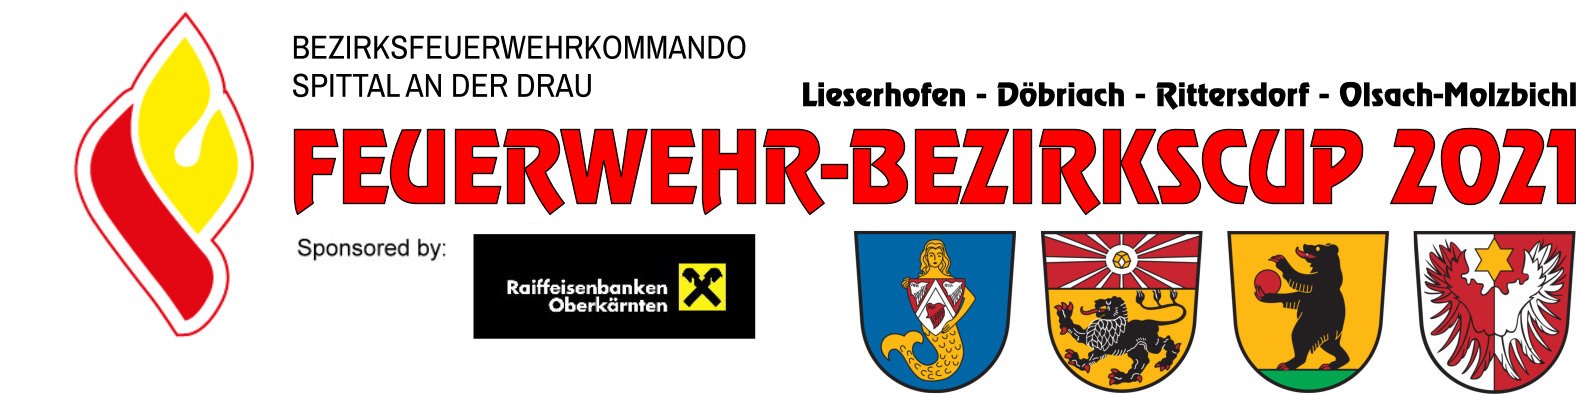 BEZIRKSFEUERWEHRKOMMANDO
SPITTAL AN DER DRAU
Lieserhofen - Döbriach - Rittersdorf - Olsach-Molzbichl
FEUERWEHR-BEZIRKSCUP 2021
Sponsored by:
Raiffeisenbanken
Oberkärnten